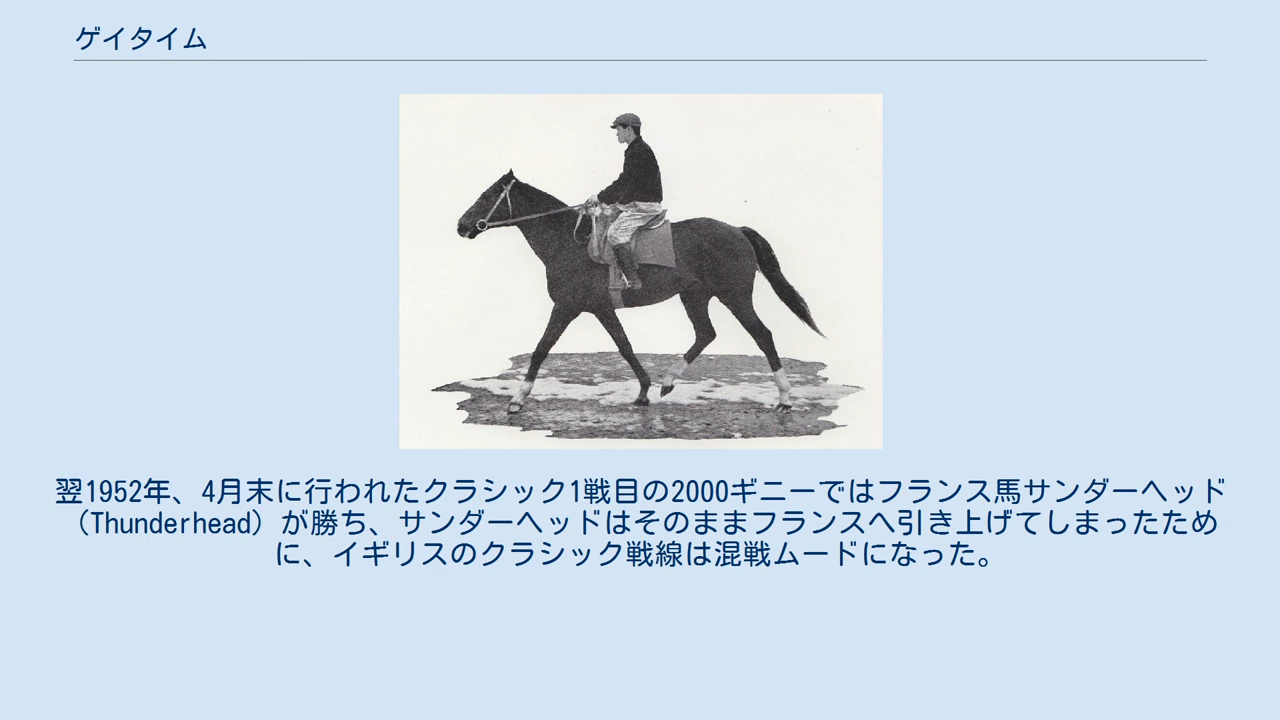 ゲイタイム
翌1952年、4月末に行われたクラシック1戦目の2000ギニーではフランス馬サンダーヘッド
（Thunderhead）が勝ち、サンダーヘッドはそのままフランスへ引き上げてしまったため
に、イギリスのクラシック戦線は混戦ムードになった。